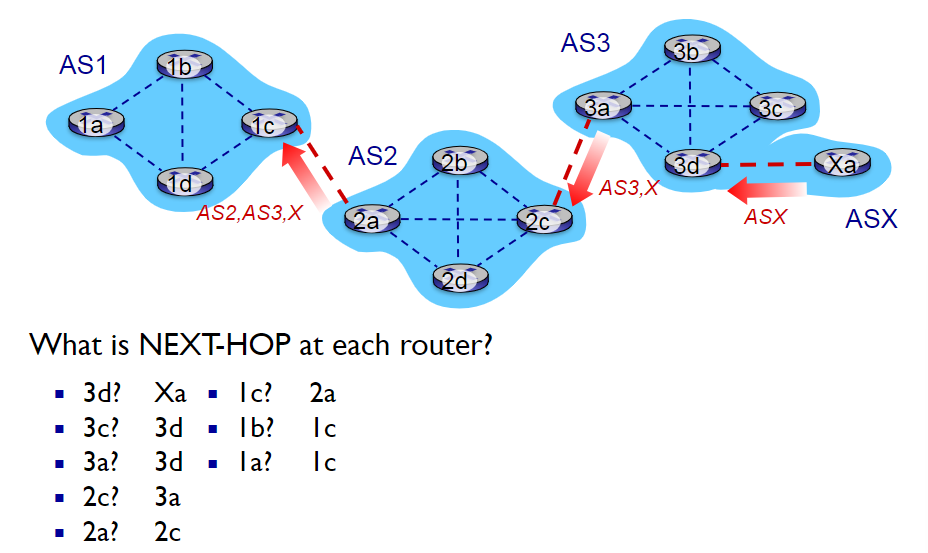 AS1
1b
1a
1c
1d
AS2,AS3,X
AS2
2b
2a
2c
2d
AS3
3b
3a
3c
3d
AS3,X
Xa
ASX
ASX
What is NEXT-HOP at each router?
▪ 3d? Xa ▪ 1c? 2a
▪ 3c? 3d ▪ 1b? 1c
▪ 3a? 3d ▪ 1a? 1c
▪ 2c? 3a
▪ 2a? 2c